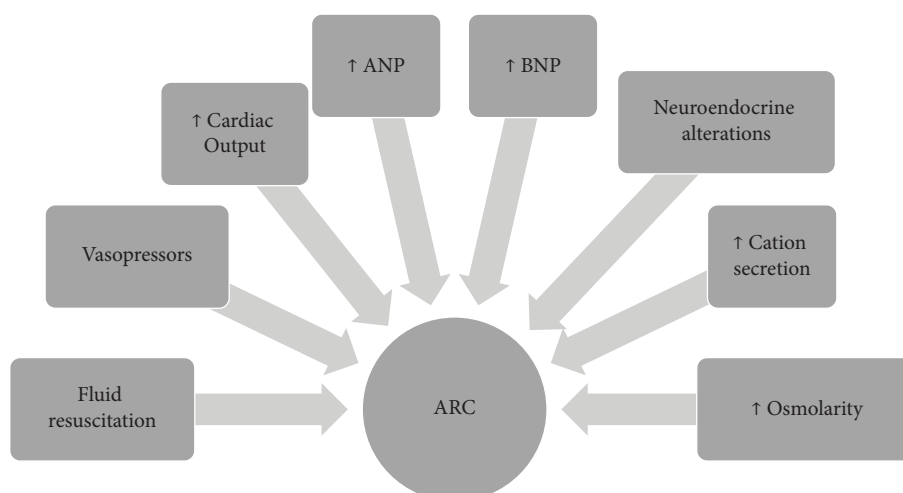 ↑ ANP
↑ BNP
↑ Cardiac
Output
Neuroendocrine
alterations
Vasopressors
↑ Cation
secretion
Fluid
resuscitation
ARC
↑ Osmolarity